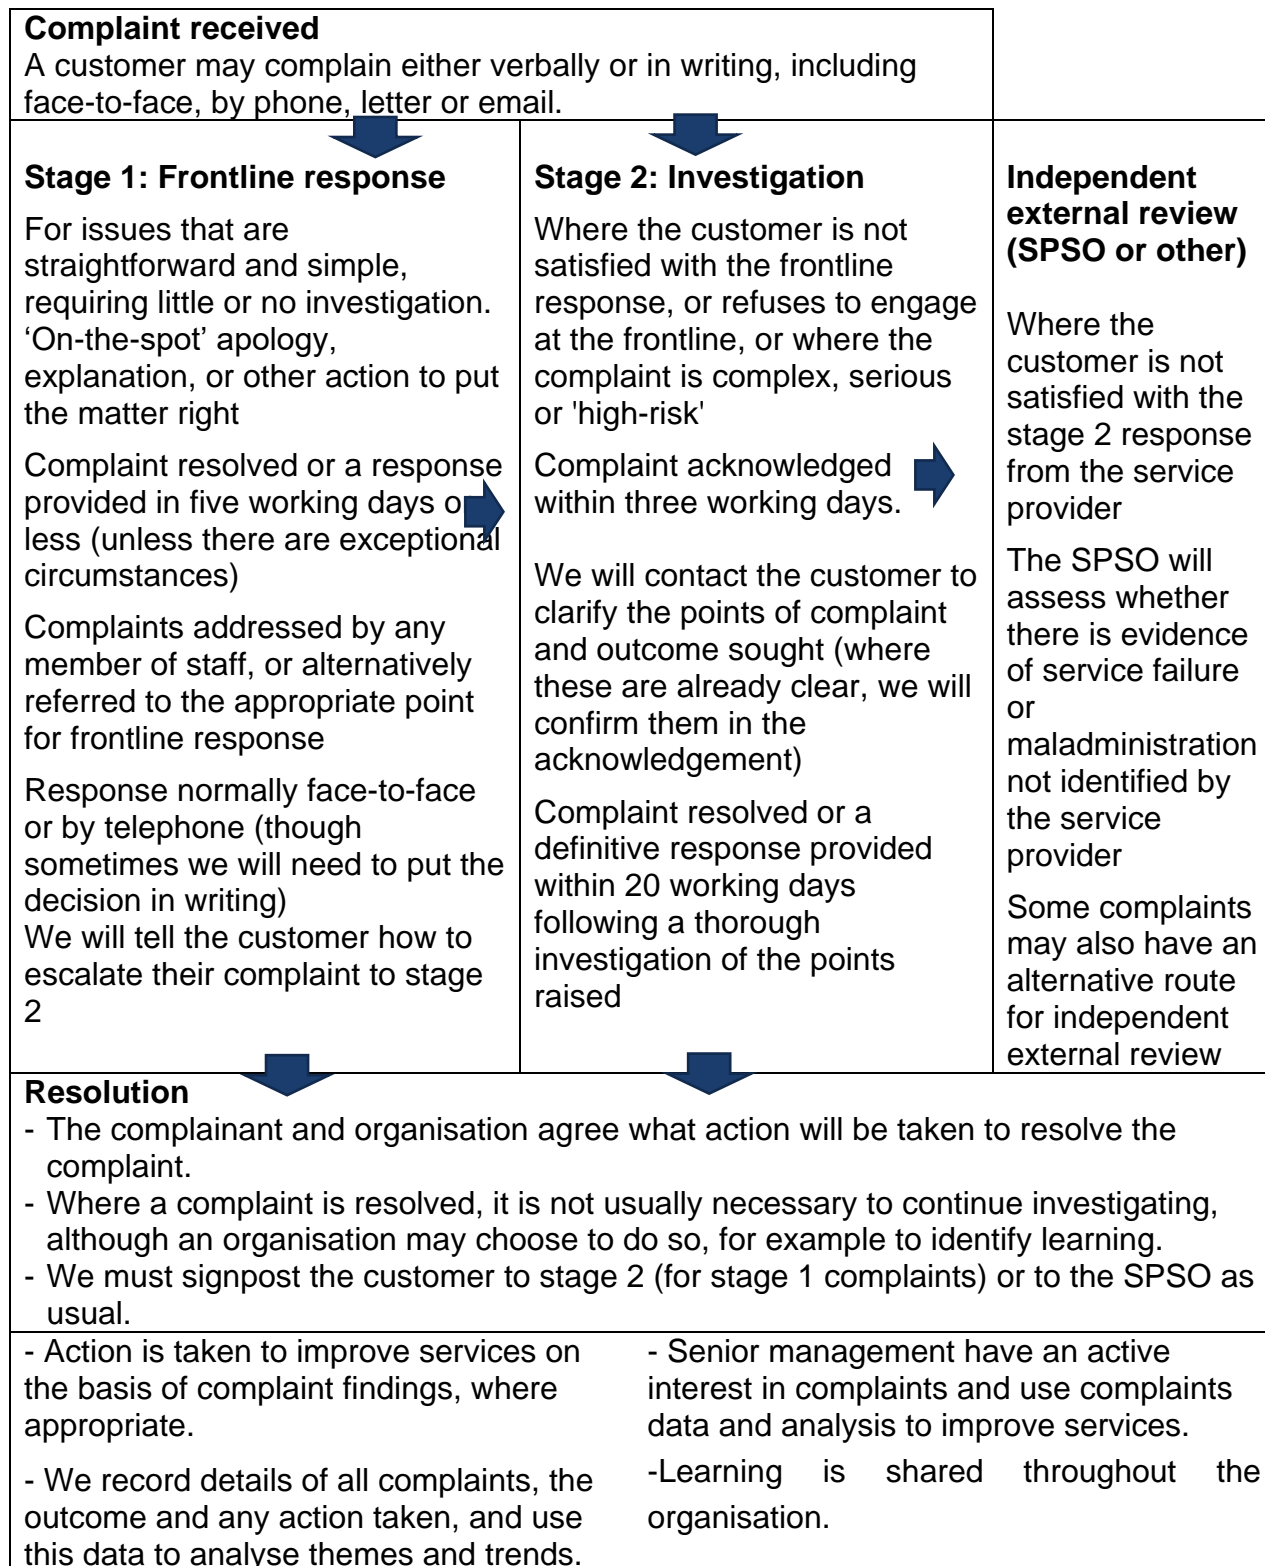 Complaint received
A customer may complain either verbally or in writing, including
face-to-face, by phone, letter or email.
Stage 1: Frontline response
For issues that are
straightforward and simple,
requiring little or no investigation.
‘On-the-spot’ apology,
explanation, or other action to put
the matter right
Complaint resolved or a response
provided in five working days or
less (unless there are exceptional
circumstances)
Complaints addressed by any
member of staff, or alternatively
referred to the appropriate point
for frontline response
Response normally face-to-face
or by telephone (though
sometimes we will need to put the
decision in writing)
We will tell the customer how to
escalate their complaint to stage
2
Stage 2: Investigation
Where the customer is not
satisfied with the frontline
response, or refuses to engage
at the frontline, or where the
complaint is complex, serious
or 'high-risk'
Complaint acknowledged
within three working days.
We will contact the customer to
clarify the points of complaint
and outcome sought (where
these are already clear, we will
confirm them in the
acknowledgement)
Complaint resolved or a
definitive response provided
within 20 working days
following a thorough
investigation of the points
raised
Independent
external review
(SPSO or other)
Where the
customer is not
satisfied with the
stage 2 response
from the service
provider
The SPSO will
assess whether
there is evidence
of service failure
or
maladministration
not identified by
the service
provider
Some complaints
may also have an
alternative route
for independent
external review
Resolution
- The complainant and organisation agree what action will be taken to resolve the
complaint.
- Where a complaint is resolved, it is not usually necessary to continue investigating,
although an organisation may choose to do so, for example to identify learning.
- We must signpost the customer to stage 2 (for stage 1 complaints) or to the SPSO as
usual.
- Action is taken to improve services on
the basis of complaint findings, where
appropriate.
- We record details of all complaints, the
outcome and any action taken, and use
this data to analyse themes and trends.
- Senior management have an active
interest in complaints and use complaints
data and analysis to improve services.
-Learning is shared throughout the
organisation.